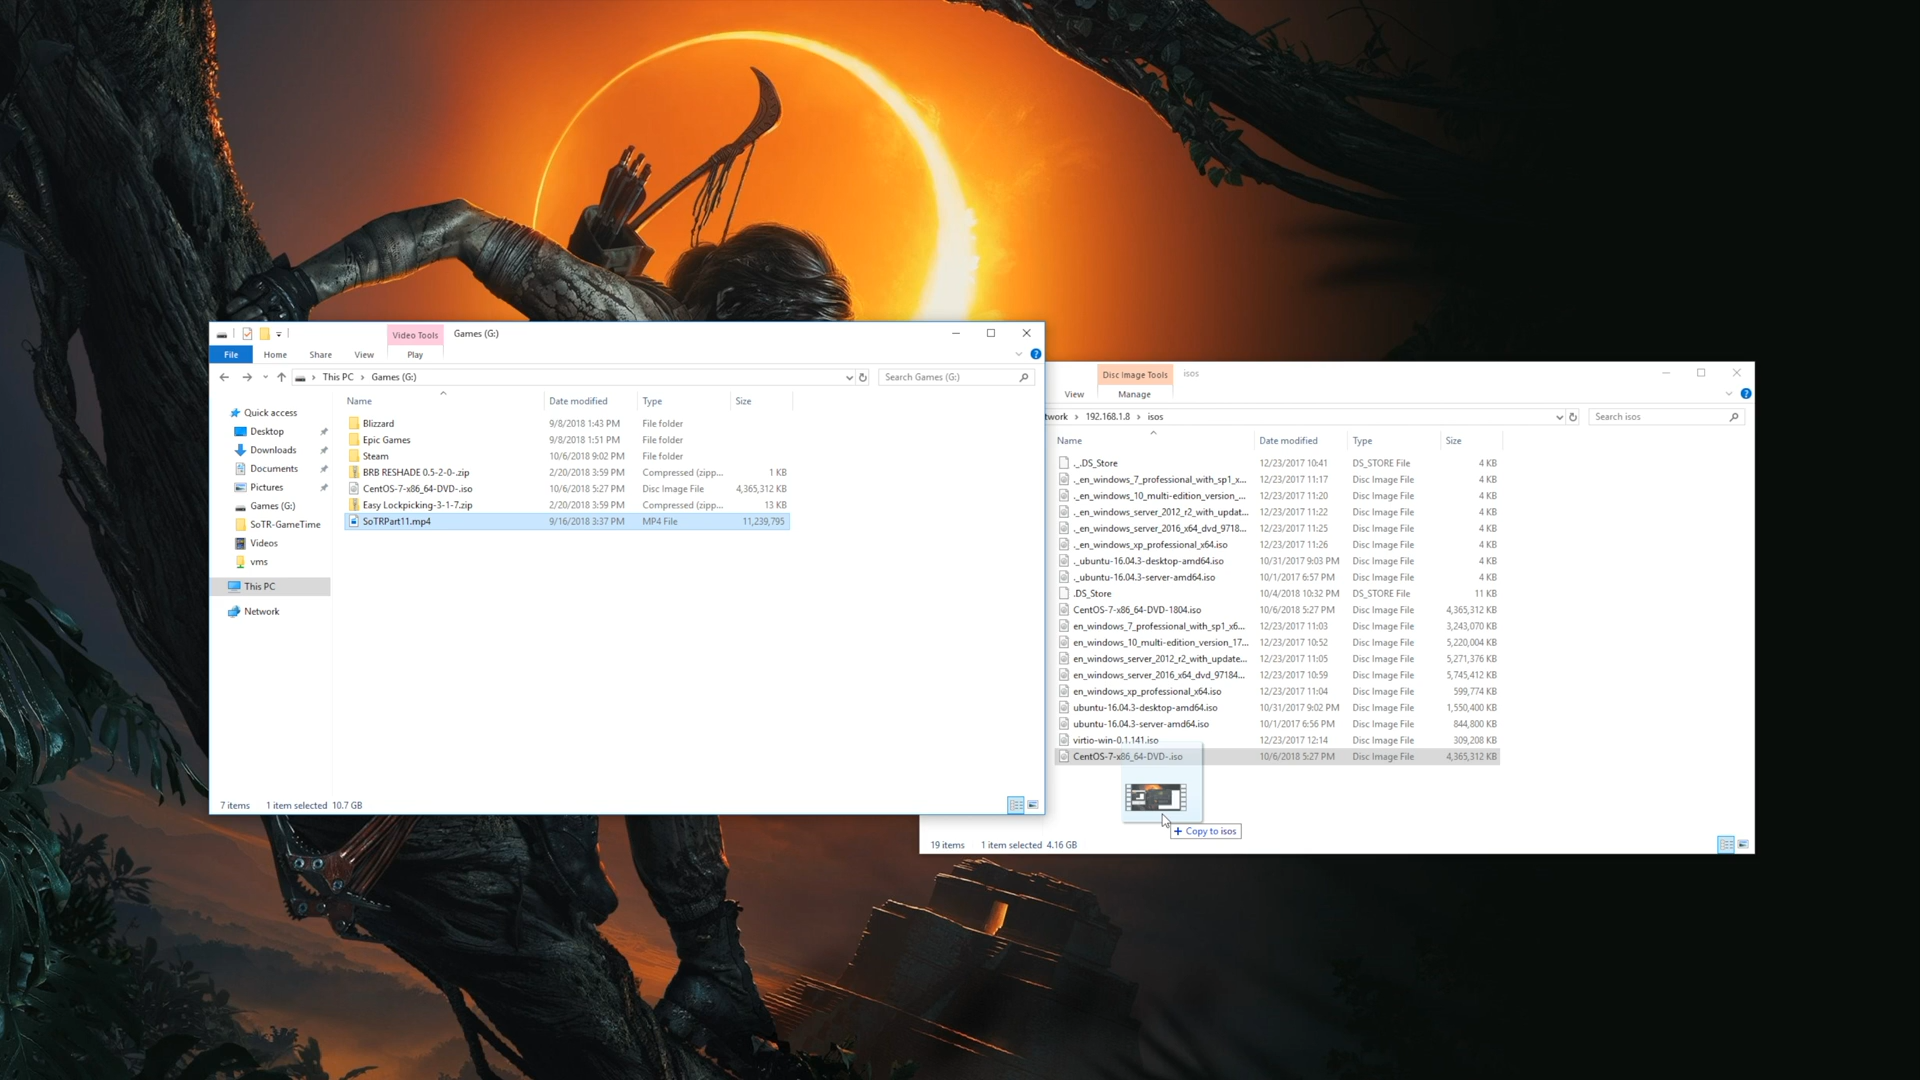 Video Tools Games (G:)
File Home Share View Play
This PC Games (G:) Search Games (G:)
Name Date modified Type Size
Quick access
Desktop
Downloads
Documents
Pictures
Games (G:)
SoTR-GameTime
Videos
vms
This PC
Network
Blizzard 9/8/2018 1:43 PM File folder
Epic Games 9/8/2018 1:51 PM File folder
Steam 10/6/2018 9:02 PM File folder
BRB RESHADE 0.5-2-0-.zip 2/20/2018 3:59 PM Compressed (zipp... 1 KB
CentOS-7-x86_64-DVD-.iso 10/6/2018 5:27 PM Disc Image File 4,365,312 KB
Easy Lockpicking-3-1-7.zip 2/20/2018 3:59 PM Compressed (zipp... 13 KB
SoTRPart11.mp4 9/16/2018 3:37 PM MP4 File 11,239,795
7 items 1 item selected 10.7 GB
Disc Image Tools isos
View Manage
twork 192.168.1.8 isos Search isos
Name Date modified Type Size
._.DS_Store 12/23/2017 10:41 DS_STORE File 4 KB
._en_windows_7_professional_with_sp1_x... 12/23/2017 11:17 Disc Image File 4 KB
._en_windows_10_multi-edition_version_... 12/23/2017 11:20 Disc Image File 4 KB
._en_windows_server_2012_r2_with_updat... 12/23/2017 11:22 Disc Image File 4 KB
._en_windows_server_2016_x64_dvd_9718... 12/23/2017 11:25 Disc Image File 4 KB
._en_windows_xp_professional_x64.iso 12/23/2017 11:26 Disc Image File 4 KB
._ubuntu-16.04.3-desktop-amd64.iso 10/31/2017 9:03 PM Disc Image File 4 KB
._ubuntu-16.04.3-server-amd64.iso 10/1/2017 6:57 PM Disc Image File 4 KB
.DS_Store 10/4/2018 10:32 PM DS_STORE File 11 KB
CentOS-7-x86_64-DVD-1804.iso 10/6/2018 5:27 PM Disc Image File 4,365,312 KB
en_windows_7_professional_with_sp1_x6... 12/23/2017 11:03 Disc Image File 3,243,070 KB
en_windows_10_multi-edition_version_17... 12/23/2017 10:52 Disc Image File 5,220,004 KB
en_windows_server_2012_r2_with_update... 12/23/2017 11:05 Disc Image File 5,271,376 KB
en_windows_server_2016_x64_dvd_97184... 12/23/2017 10:59 Disc Image File 5,745,412 KB
en_windows_xp_professional_x64.iso 12/23/2017 11:04 Disc Image File 599,774 KB
ubuntu-16.04.3-desktop-amd64.iso 10/31/2017 9:02 PM Disc Image File 1,550,400 KB
ubuntu-16.04.3-server-amd64.iso 10/1/2017 6:56 PM Disc Image File 844,800 KB
virtio-win-0.1.141.iso 12/23/2017 12:14 Disc Image File 309,208 KB
CentOS-7-x86_64-DVD-.iso 10/6/2018 5:27 PM Disc Image File 4,365,312 KB
+ Copy to isos
19 items 1 item selected 4.16 GB